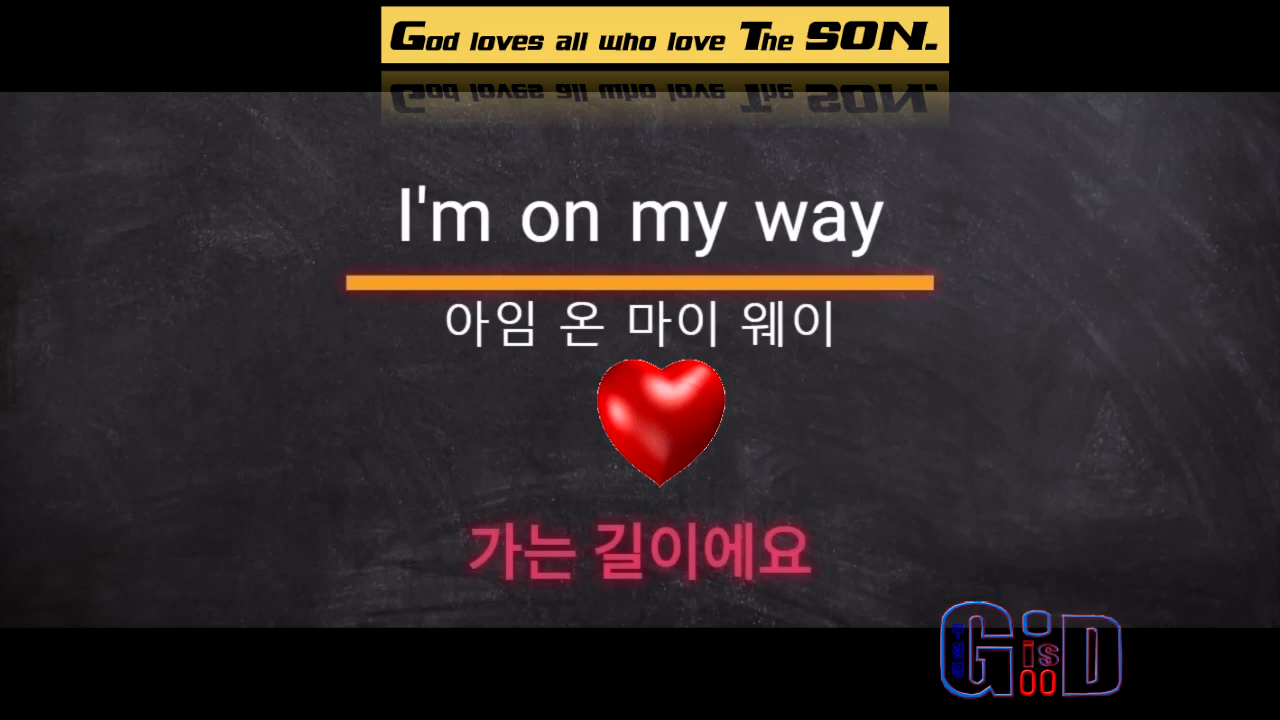 God loves all who love The SON.
I'm on my way
아임 온 마이 웨이
가는 길이에요
G is D